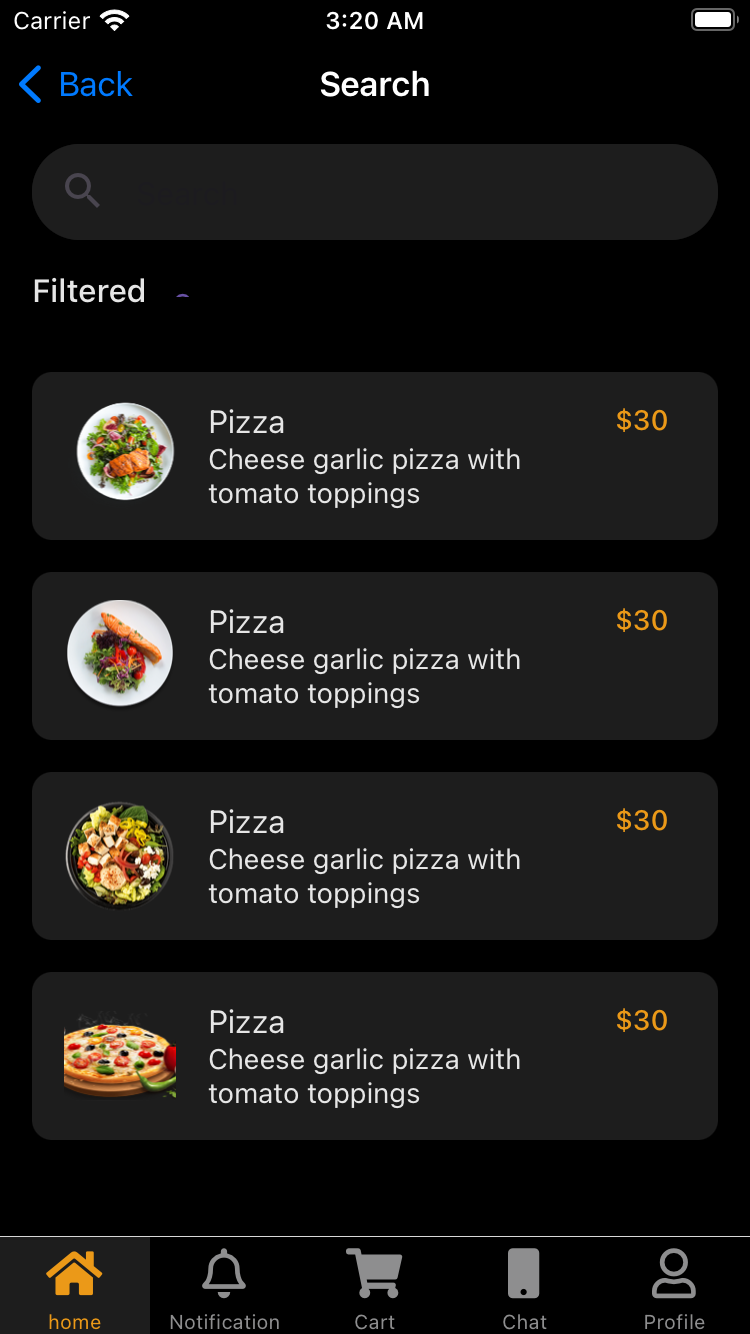 Carrier 3:20 AM
Back Search
Filtered
Pizza $30
Cheese garlic pizza with
tomato toppings
Pizza $30
Cheese garlic pizza with
tomato toppings
Pizza $30
Cheese garlic pizza with
tomato toppings
Pizza $30
Cheese garlic pizza with
tomato toppings
home Notification Cart Chat Profile